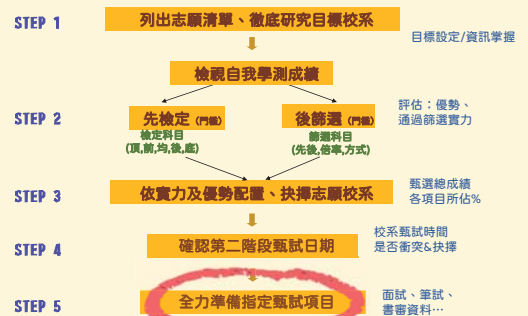 STEP 1
列出志願清單、徹底研究目標校系
目標設定/資訊掌握
檢視自我學測成績
STEP 2
先檢定（門檻）
檢定科目
(頂,前,均,後,底)
後篩選（門檻）
篩選科目
(先後,倍率,方式)
評估：優勢、
通過篩選實力
STEP 3
依實力及優勢配置、抉擇志願校系
甄選總成績
各項目所佔%
STEP 4
確認第二階段甄試日期
校系甄試時間
是否衝突&抉擇
STEP 5
全力準備指定甄試項目
面試、筆試、
書審資料…